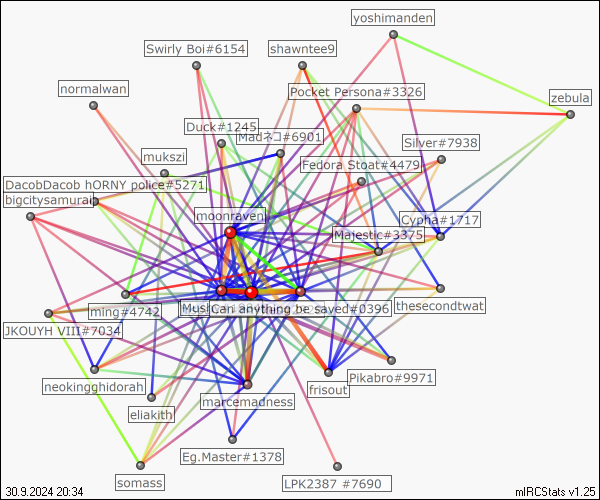 yoshimanden
Swirly Boi#6154
shawntee9
normalwan
Pocket Persona#3326
zebula
Duck#1245
Madネコ#6901
Silver#7938
mukszi
Fedora Stoat#4479
DacobDacob hORNY police#5271
bigcitysamurai
moonraven
Cypha#1717
Majestic#3375
ming#4742
Can anything be saved#0396
thesecondtwat
JKOUYH VIII#7034
neokingghidorah
Pikabro#9971
frisout
marcemadness
eliakith
Eg.Master#1378
somass
LPK2387 #7690
30.9.2024 20:34
mIRCStats v1.25